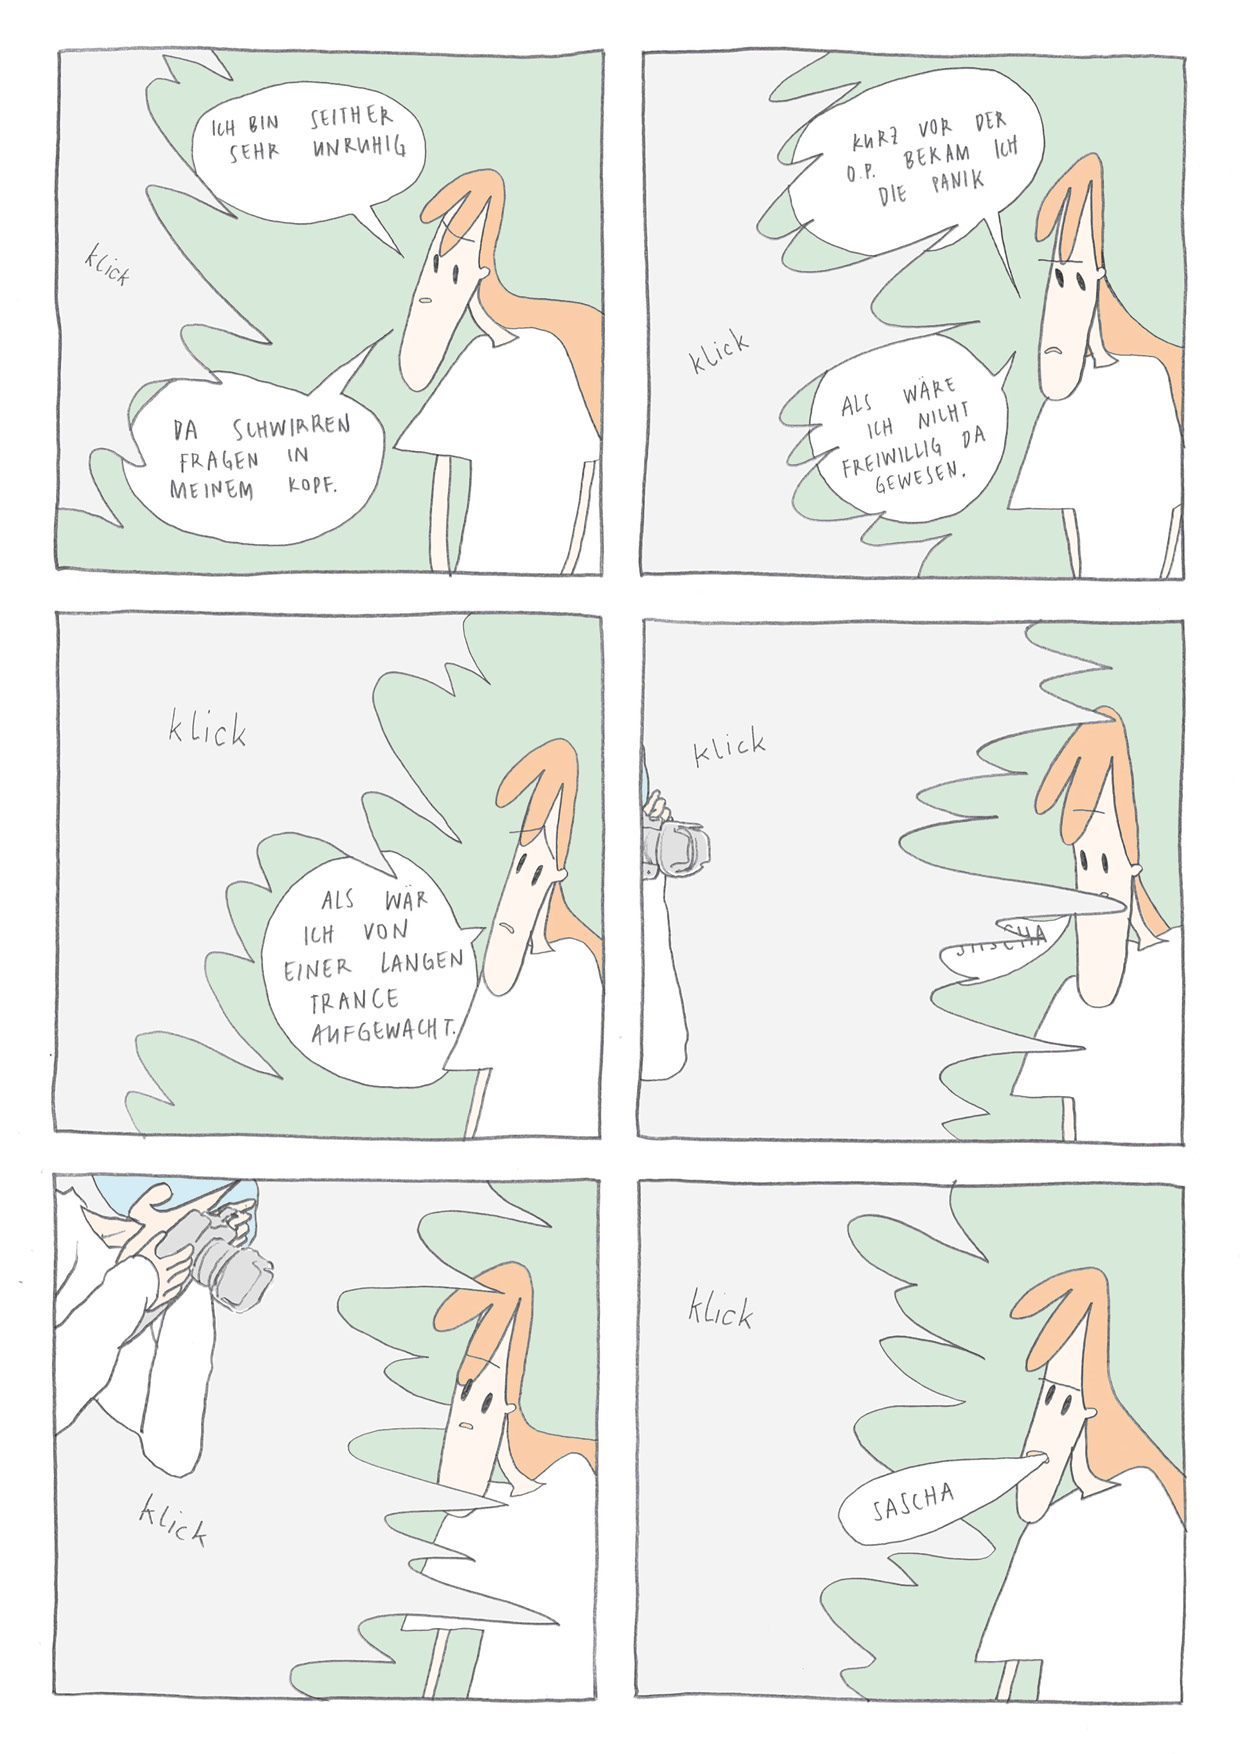 ICH BIN SEITHER
SEHR UNRUHIG
klick
DA SCHWIRREN
FRAGEN IN
MEINEM KOPF.
KURZ VOR DER
O.P. BEKAM ICH
DIE PANIK
klick
ALS WÄRE
ICH NICHT
FREIWILLIG DA
GEWESEN.
klick
ALS WÄR
ICH VON
EINER LANGEN
TRANCE
AUFGEWACHT.
klick
SASCHA
klick
klick
SASCHA